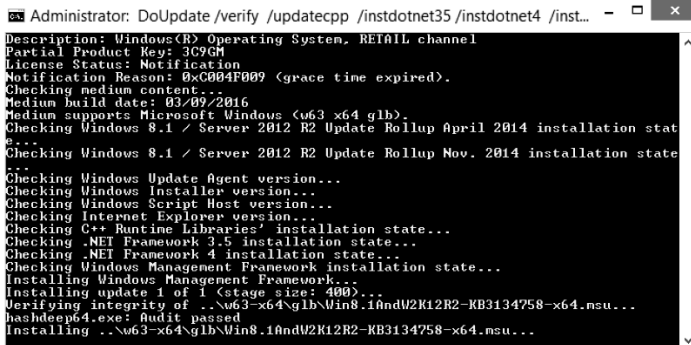 Administrator: DoUpdate /verify /updatecpp /instdotnet35 /instdotnet4 /inst...
Description: Windows(R) Operating System, RETAIL channel
Partial Product Key: 3C9GM
License Status: Notification
Notification Reason: 0xC004F009 (grace time expired).
Checking medium content...
Medium build date: 03/09/2016
Medium supports Microsoft Windows (w63 x64 glb).
Checking Windows 8.1 / Server 2012 R2 Update Rollup April 2014 installation stat
e...
Checking Windows 8.1 / Server 2012 R2 Update Rollup Nov. 2014 installation state
...
Checking Windows Update Agent version...
Checking Windows Installer version...
Checking Windows Script Host version...
Checking Internet Explorer version...
Checking C++ Runtime Libraries' installation state...
Checking .NET Framework 3.5 installation state...
Checking .NET Framework 4 installation state...
Checking Windows Management Framework installation state...
Installing Windows Management Framework...
Installing update 1 of 1 (stage size: 400)...
Verifying integrity of ..\w63-x64\glb\Win8.1AndW2K12R2-KB3134758-x64.msu...
hashdeep64.exe: Audit passed
Installing ..\w63-x64\glb\Win8.1AndW2K12R2-KB3134758-x64.msu...